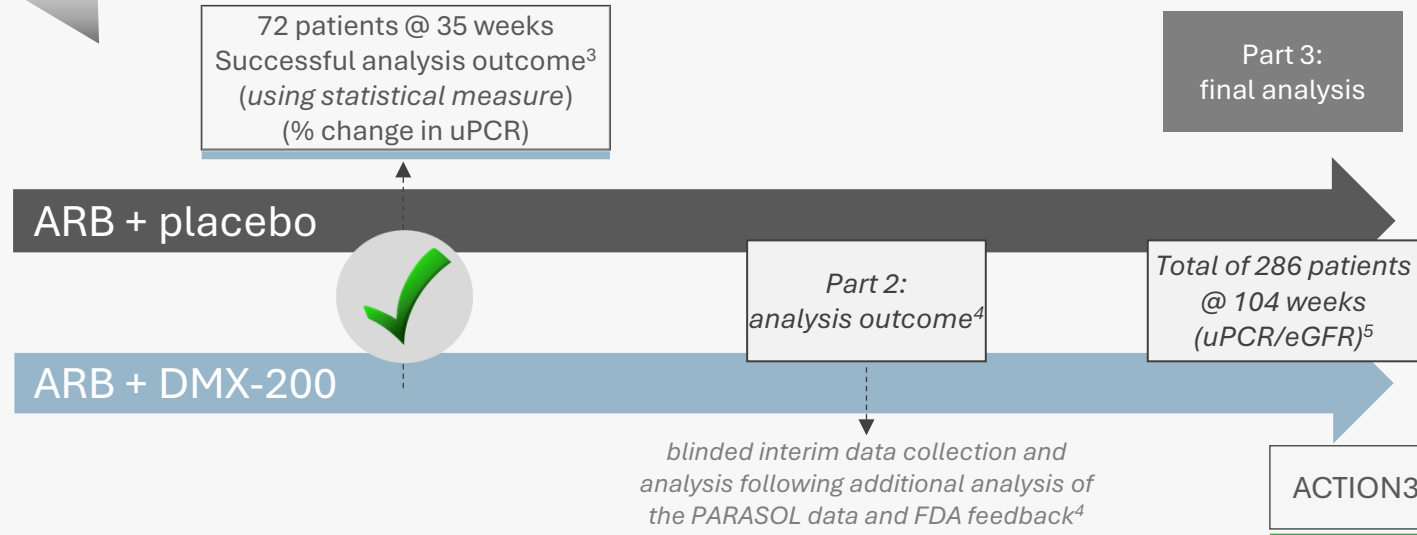 72 patients @ 35 weeks
Successful analysis outcome³
(using statistical measure)
(% change in uPCR)
Part 3:
final analysis
ARB + placebo
Part 2:
analysis outcome⁴
Total of 286 patients
@ 104 weeks
(uPCR/eGFR)⁵
ARB + DMX-200
blinded interim data collection and
analysis following additional analysis of
the PARASOL data and FDA feedback⁴
ACTION3